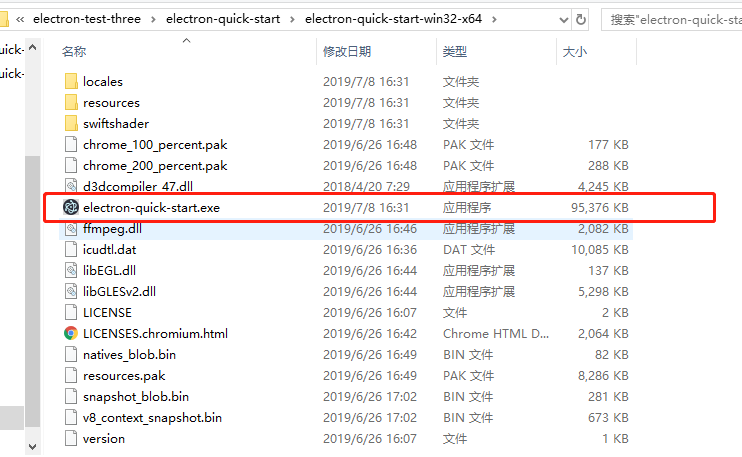 « electron-test-three › electron-quick-start › electron-quick-start-win32-x64 › 搜索"electron-quick-sta
uick-
名称 修改日期 类型 大小
uick-
locales 2019/7/8 16:31 文件夹
resources 2019/7/8 16:31 文件夹
swiftshader 2019/7/8 16:31 文件夹
chrome_100_percent.pak 2019/6/26 16:48 PAK 文件 177 KB
chrome_200_percent.pak 2019/6/26 16:48 PAK 文件 288 KB
d3dcompiler_47.dll 2018/4/20 7:29 应用程序扩展 4,245 KB
electron-quick-start.exe 2019/7/8 16:31 应用程序 95,376 KB
ffmpeg.dll 2019/6/26 16:46 应用程序扩展 2,082 KB
icudtl.dat 2019/6/26 16:36 DAT 文件 10,085 KB
libEGL.dll 2019/6/26 16:44 应用程序扩展 137 KB
libGLESv2.dll 2019/6/26 16:44 应用程序扩展 5,298 KB
LICENSE 2019/6/26 16:07 文件 2 KB
LICENSES.chromium.html 2019/6/26 16:42 Chrome HTML D... 2,064 KB
natives_blob.bin 2019/6/26 16:49 BIN 文件 82 KB
resources.pak 2019/6/26 16:49 PAK 文件 8,286 KB
snapshot_blob.bin 2019/6/26 17:02 BIN 文件 281 KB
v8_context_snapshot.bin 2019/6/26 17:02 BIN 文件 673 KB
version 2019/6/26 16:07 文件 1 KB